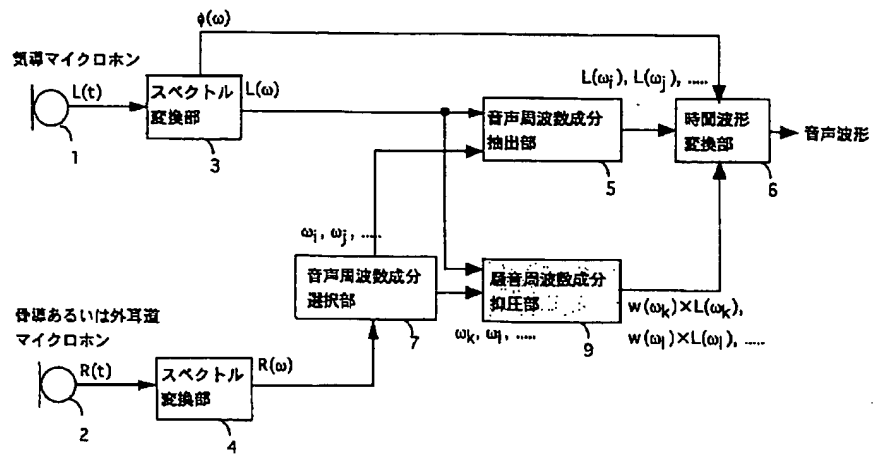 ϕ(ω)
気導マイクロホン
L(t)
1
スペクトル
変換部
3
L(ω)
音声周波数成分
抽出部
5
L(ωi), L(ωj), .....
時間波形
変換部
6
音声波形
ωi, ωj, .....
音声周波数成分
選択部
7
騒音周波数成分
抑圧部
9
ωk, ωl, .....
w(ωk)×L(ωk),
w(ωl)×L(ωl), .....
骨導あるいは外耳道
マイクロホン
R(t)
2
スペクトル
変換部
4
R(ω)